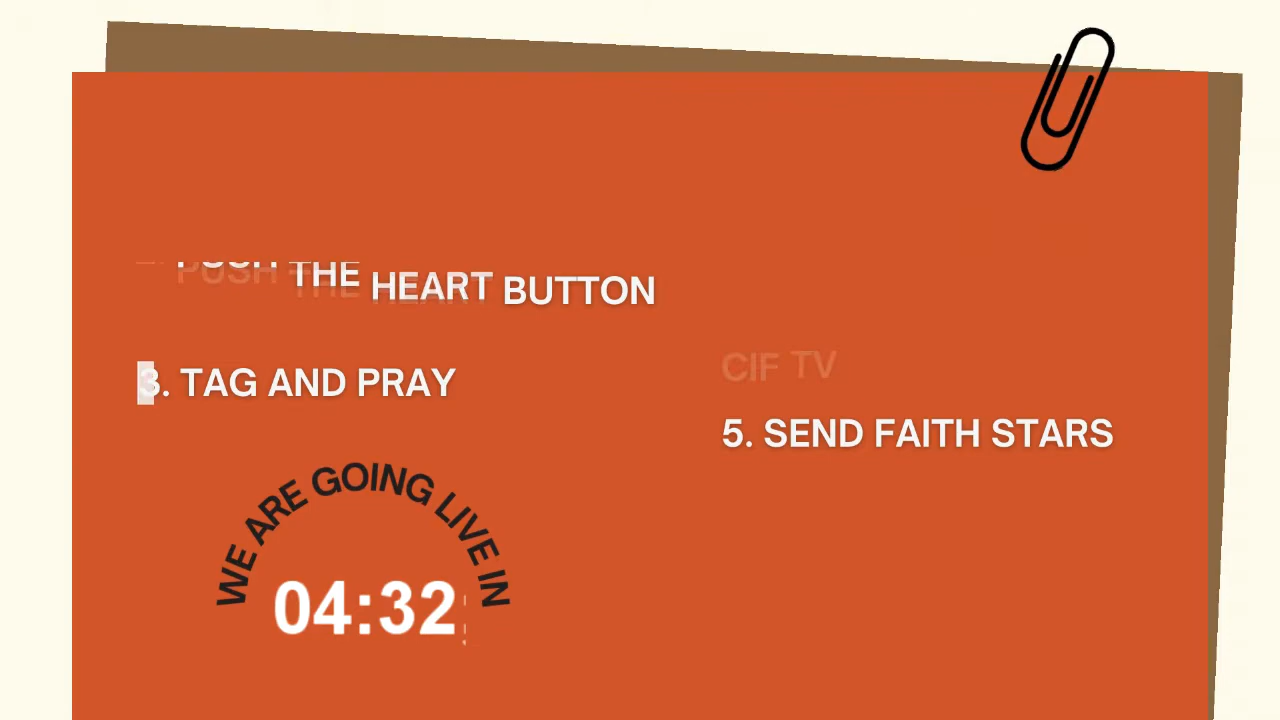 PUSH THE HEART BUTTON
3. TAG AND PRAY
CIF TV
5. SEND FAITH STARS
WE ARE GOING LIVE IN
04:32